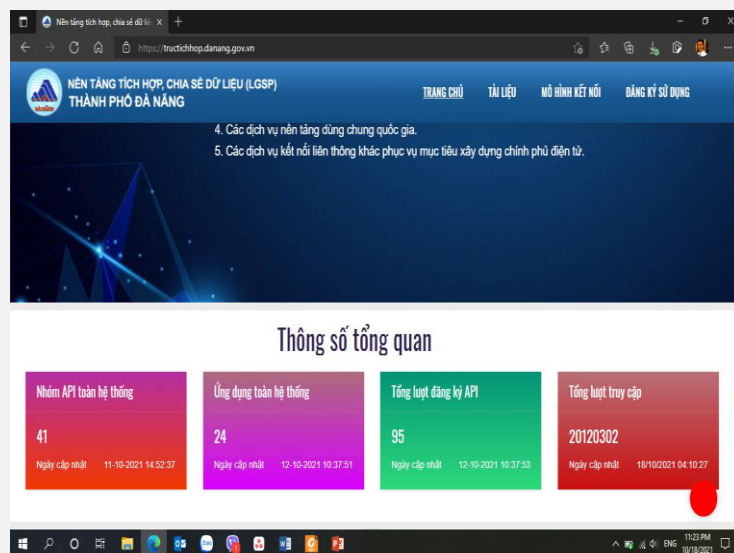 Nền tảng tích hợp, chia sẻ dữ liệ
https://tructichhop.danang.gov.vn
NỀN TẢNG TÍCH HỢP, CHIA SẺ DỮ LIỆU (LGSP)
THÀNH PHỐ ĐÀ NẴNG
TRANG CHỦ TÀI LIỆU MÔ HÌNH KẾT NỐI ĐĂNG KÝ SỬ DỤNG
4. Các dịch vụ nền tảng dùng chung quốc gia.
5. Các dịch vụ kết nối liên thông khác phục vụ mục tiêu xây dựng chính phủ điện tử.
Thông số tổng quan
Nhóm API toàn hệ thống
41
Ngày cập nhật 11-10-2021 14:52:37
Ứng dụng toàn hệ thống
24
Ngày cập nhật 12-10-2021 10:37:51
Tổng lượt đăng ký API
95
Ngày cập nhật 12-10-2021 10:37:53
Tổng lượt truy cập
20120302
Ngày cập nhật 18/10/2021 04:10:27
ENG
11:23 PM
10/18/2021